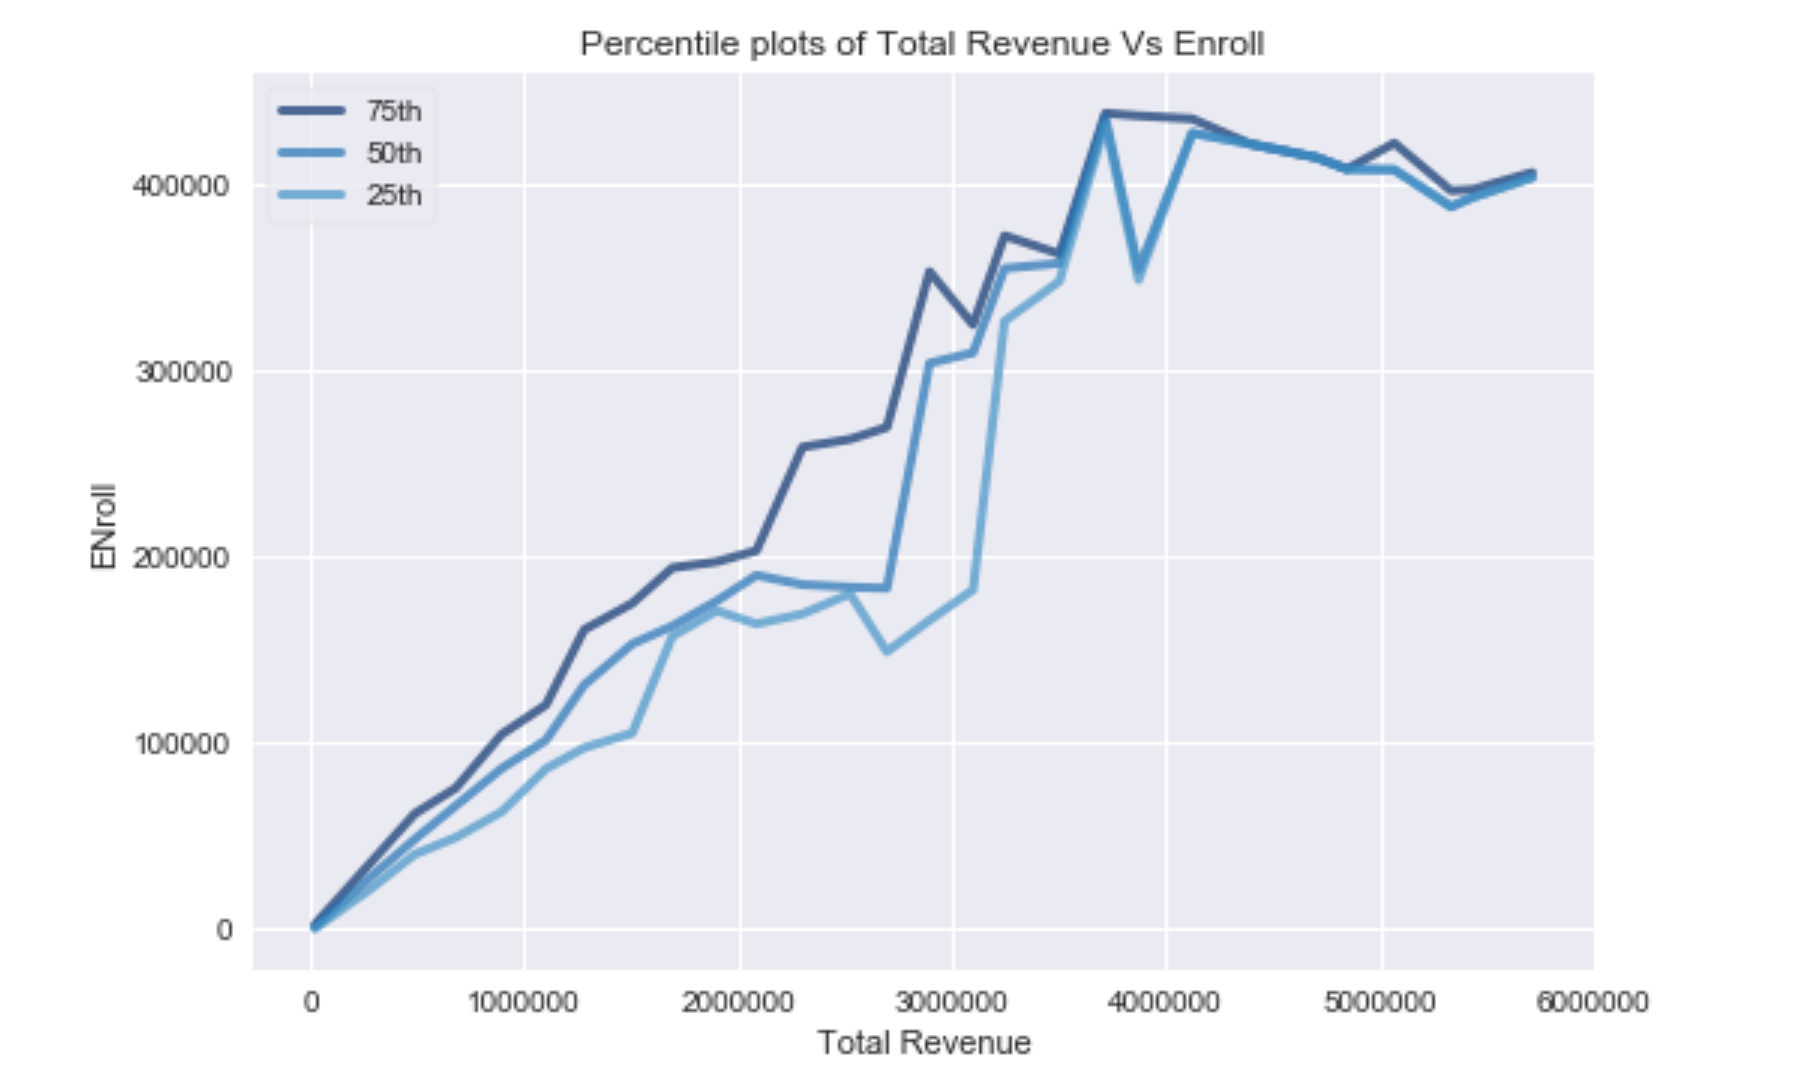 Percentile plots of Total Revenue Vs Enroll
75th
50th
25th
ENroll
400000
300000
200000
100000
0
0 1000000 2000000 3000000 4000000 5000000 6000000
Total Revenue